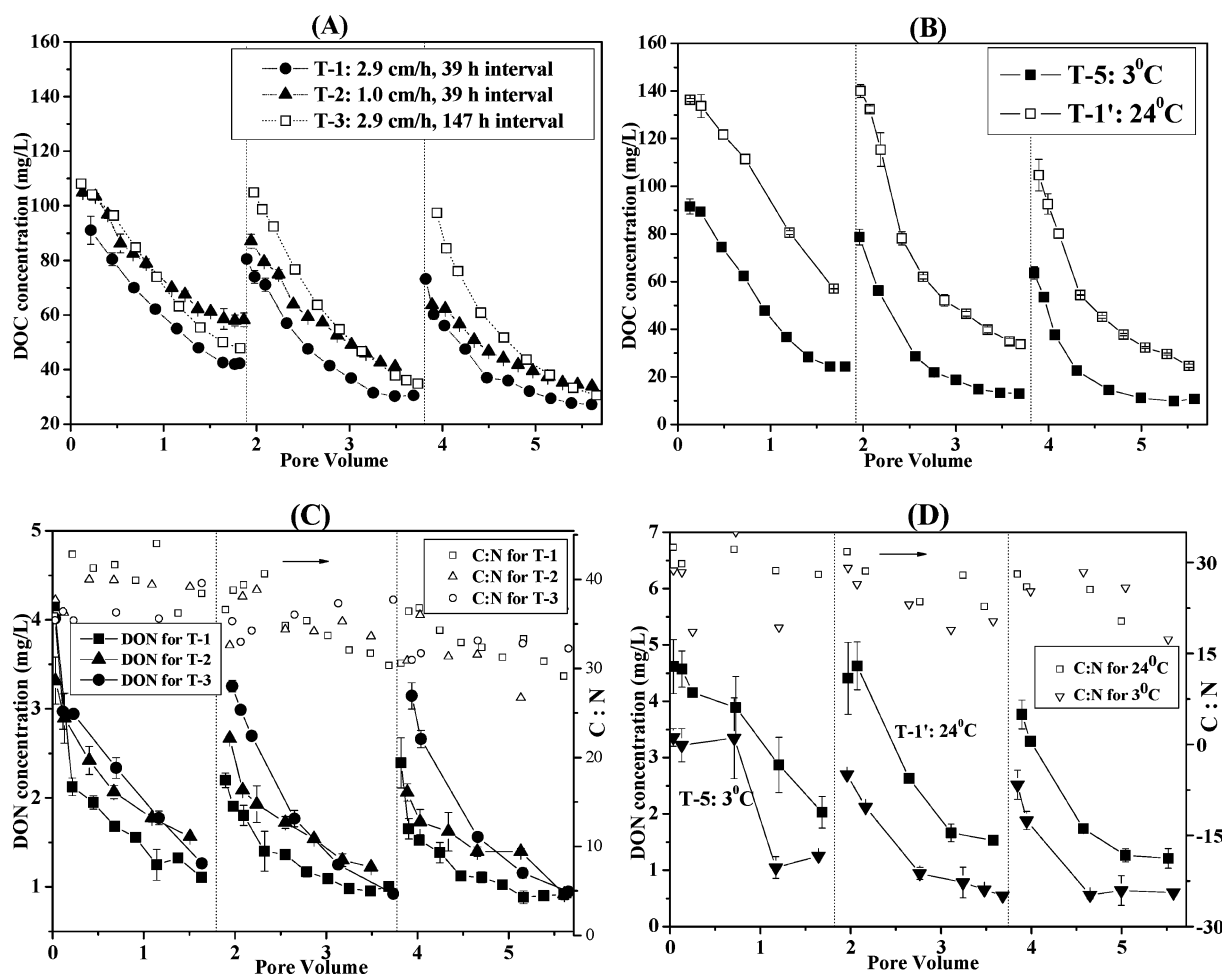 (A)
160
140
120
100
80
60
40
20
DOC concentration (mg/L)
T-1: 2.9 cm/h, 39 h interval
T-2: 1.0 cm/h, 39 h interval
T-3: 2.9 cm/h, 147 h interval
0 1 2 3 4 5
Pore Volume
(B)
160
140
120
100
80
60
40
20
0
DOC concentration (mg/L)
T-5: 3⁰C
T-1': 24⁰C
0 1 2 3 4 5
Pore Volume
(C)
5
4
3
2
1
DON concentration (mg/L)
C:N for T-1
C:N for T-2
C:N for T-3
DON for T-1
DON for T-2
DON for T-3
40
30
20
10
0
C : N
0 1 2 3 4 5
Pore Volume
(D)
7
6
5
4
3
2
1
0
DON concentration (mg/L)
C:N for 24⁰C
C:N for 3⁰C
T-1': 24⁰C
T-5: 3⁰C
30
15
0
-15
-30
C:N
0 1 2 3 4 5
Pore Volume